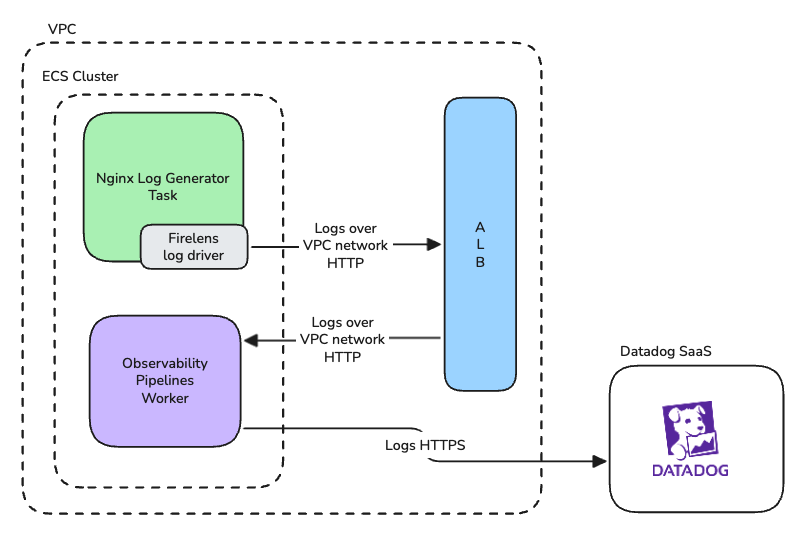 VPC
ECS Cluster
Nginx Log Generator
Task
Firelens
log driver
Logs over
VPC network
HTTP
A
L
B
Logs over
VPC network
HTTP
Observability
Pipelines
Worker
Logs HTTPS
Datadog SaaS
DATADOG